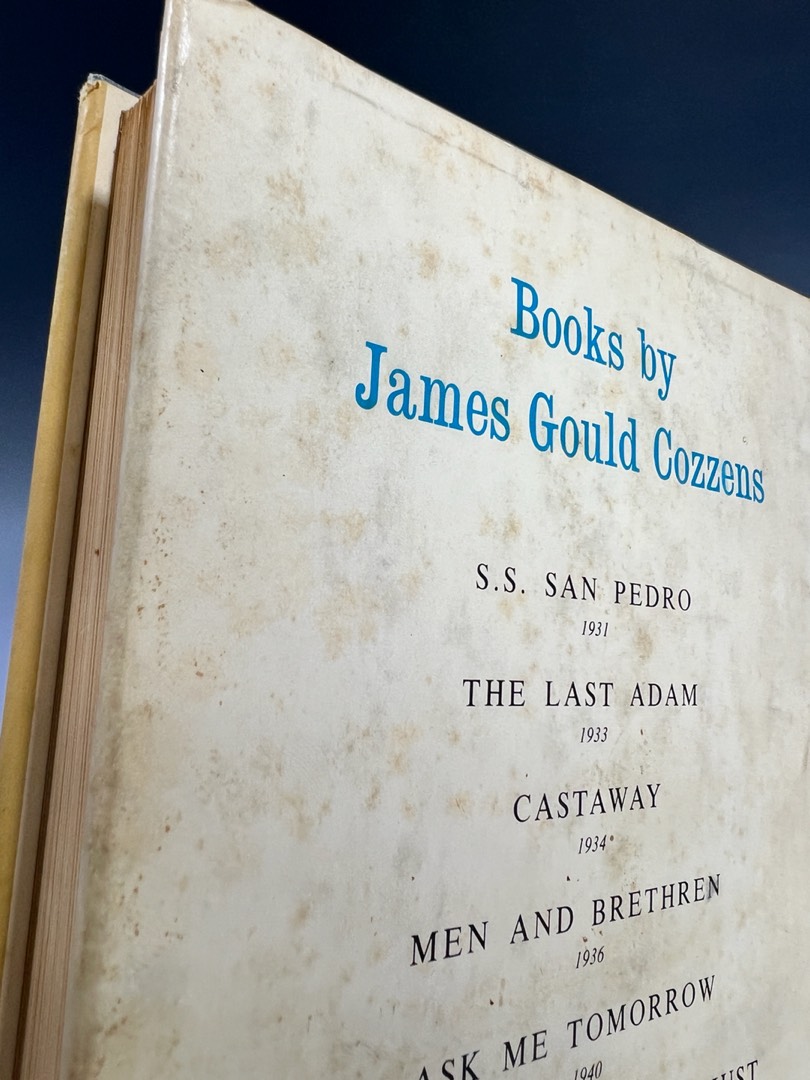 Books by
James Gould Cozzens
S.S. SAN PEDRO
1931
THE LAST ADAM
1933
CASTAWAY
1934
MEN AND BRETHREN
1936
ASK ME TOMORROW
1940